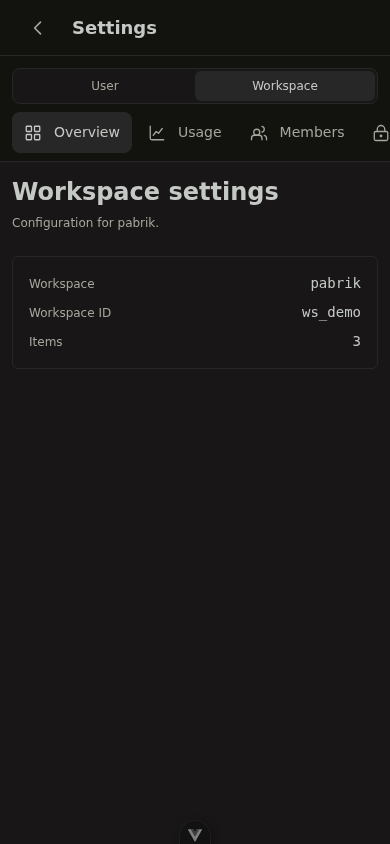 Settings
User
Workspace
Overview
Usage
Members
Workspace settings
Configuration for pabrik.
Workspace pabrik
Workspace ID ws_demo
Items 3